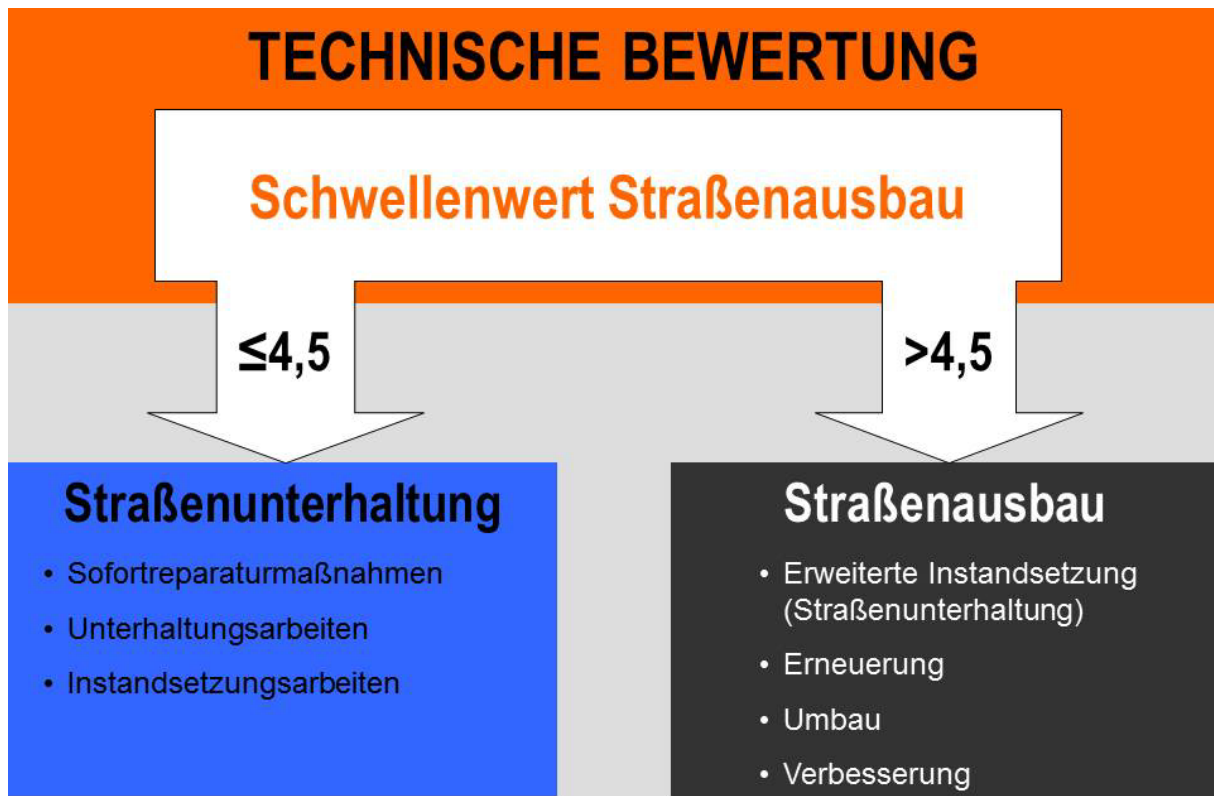 TECHNISCHE BEWERTUNG
Schwellenwert Straßenausbau
≤4,5
>4,5
Straßenunterhaltung
• Sofortreparaturmaßnahmen
• Unterhaltungsarbeiten
• Instandsetzungsarbeiten
Straßenausbau
• Erweiterte Instandsetzung
(Straßenunterhaltung)
• Erneuerung
• Umbau
• Verbesserung